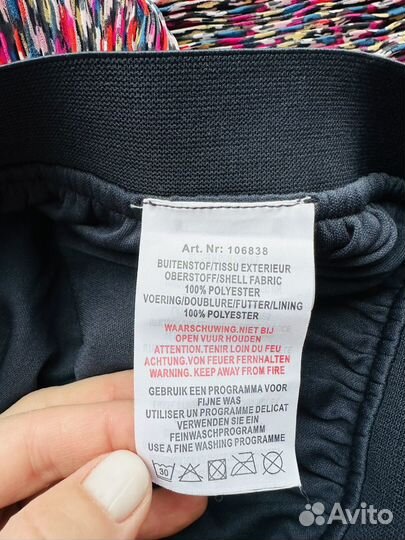 Art. Nr: 106838
BUITENSTOF/TISSU EXTERIEUR
OBERSTOFF/SHELL FABRIC
100% POLYESTER
VOERING/DOUBLURE/FUTTER/LINING
100% POLYESTER
WAARSCHUWING.NIET BIJ
OPEN VUUR HOUDEN
ATTENTION.TENIR LOIN DU FEU
ACHTUNG.VON FEUER FERNHALTEN
WARNING. KEEP AWAY FROM FIRE
GEBRUIK EEN PROGRAMMA VOOR
FIJNE WAS
UTILISER UN PROGRAMME DELICAT
VERWENDEN SIE EIN
FEINWASCHPROGRAMM
USE A FINE WASHING PROGRAMME
30
Avito